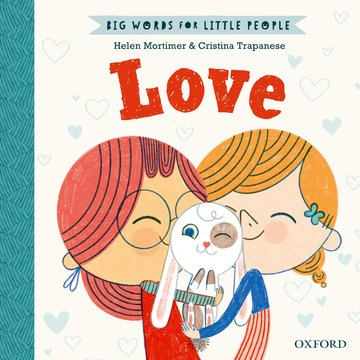 BIG WORDS FOR LITTLE PEOPLE
Helen Mortimer & Cristina Trapanese
Love
OXFORD